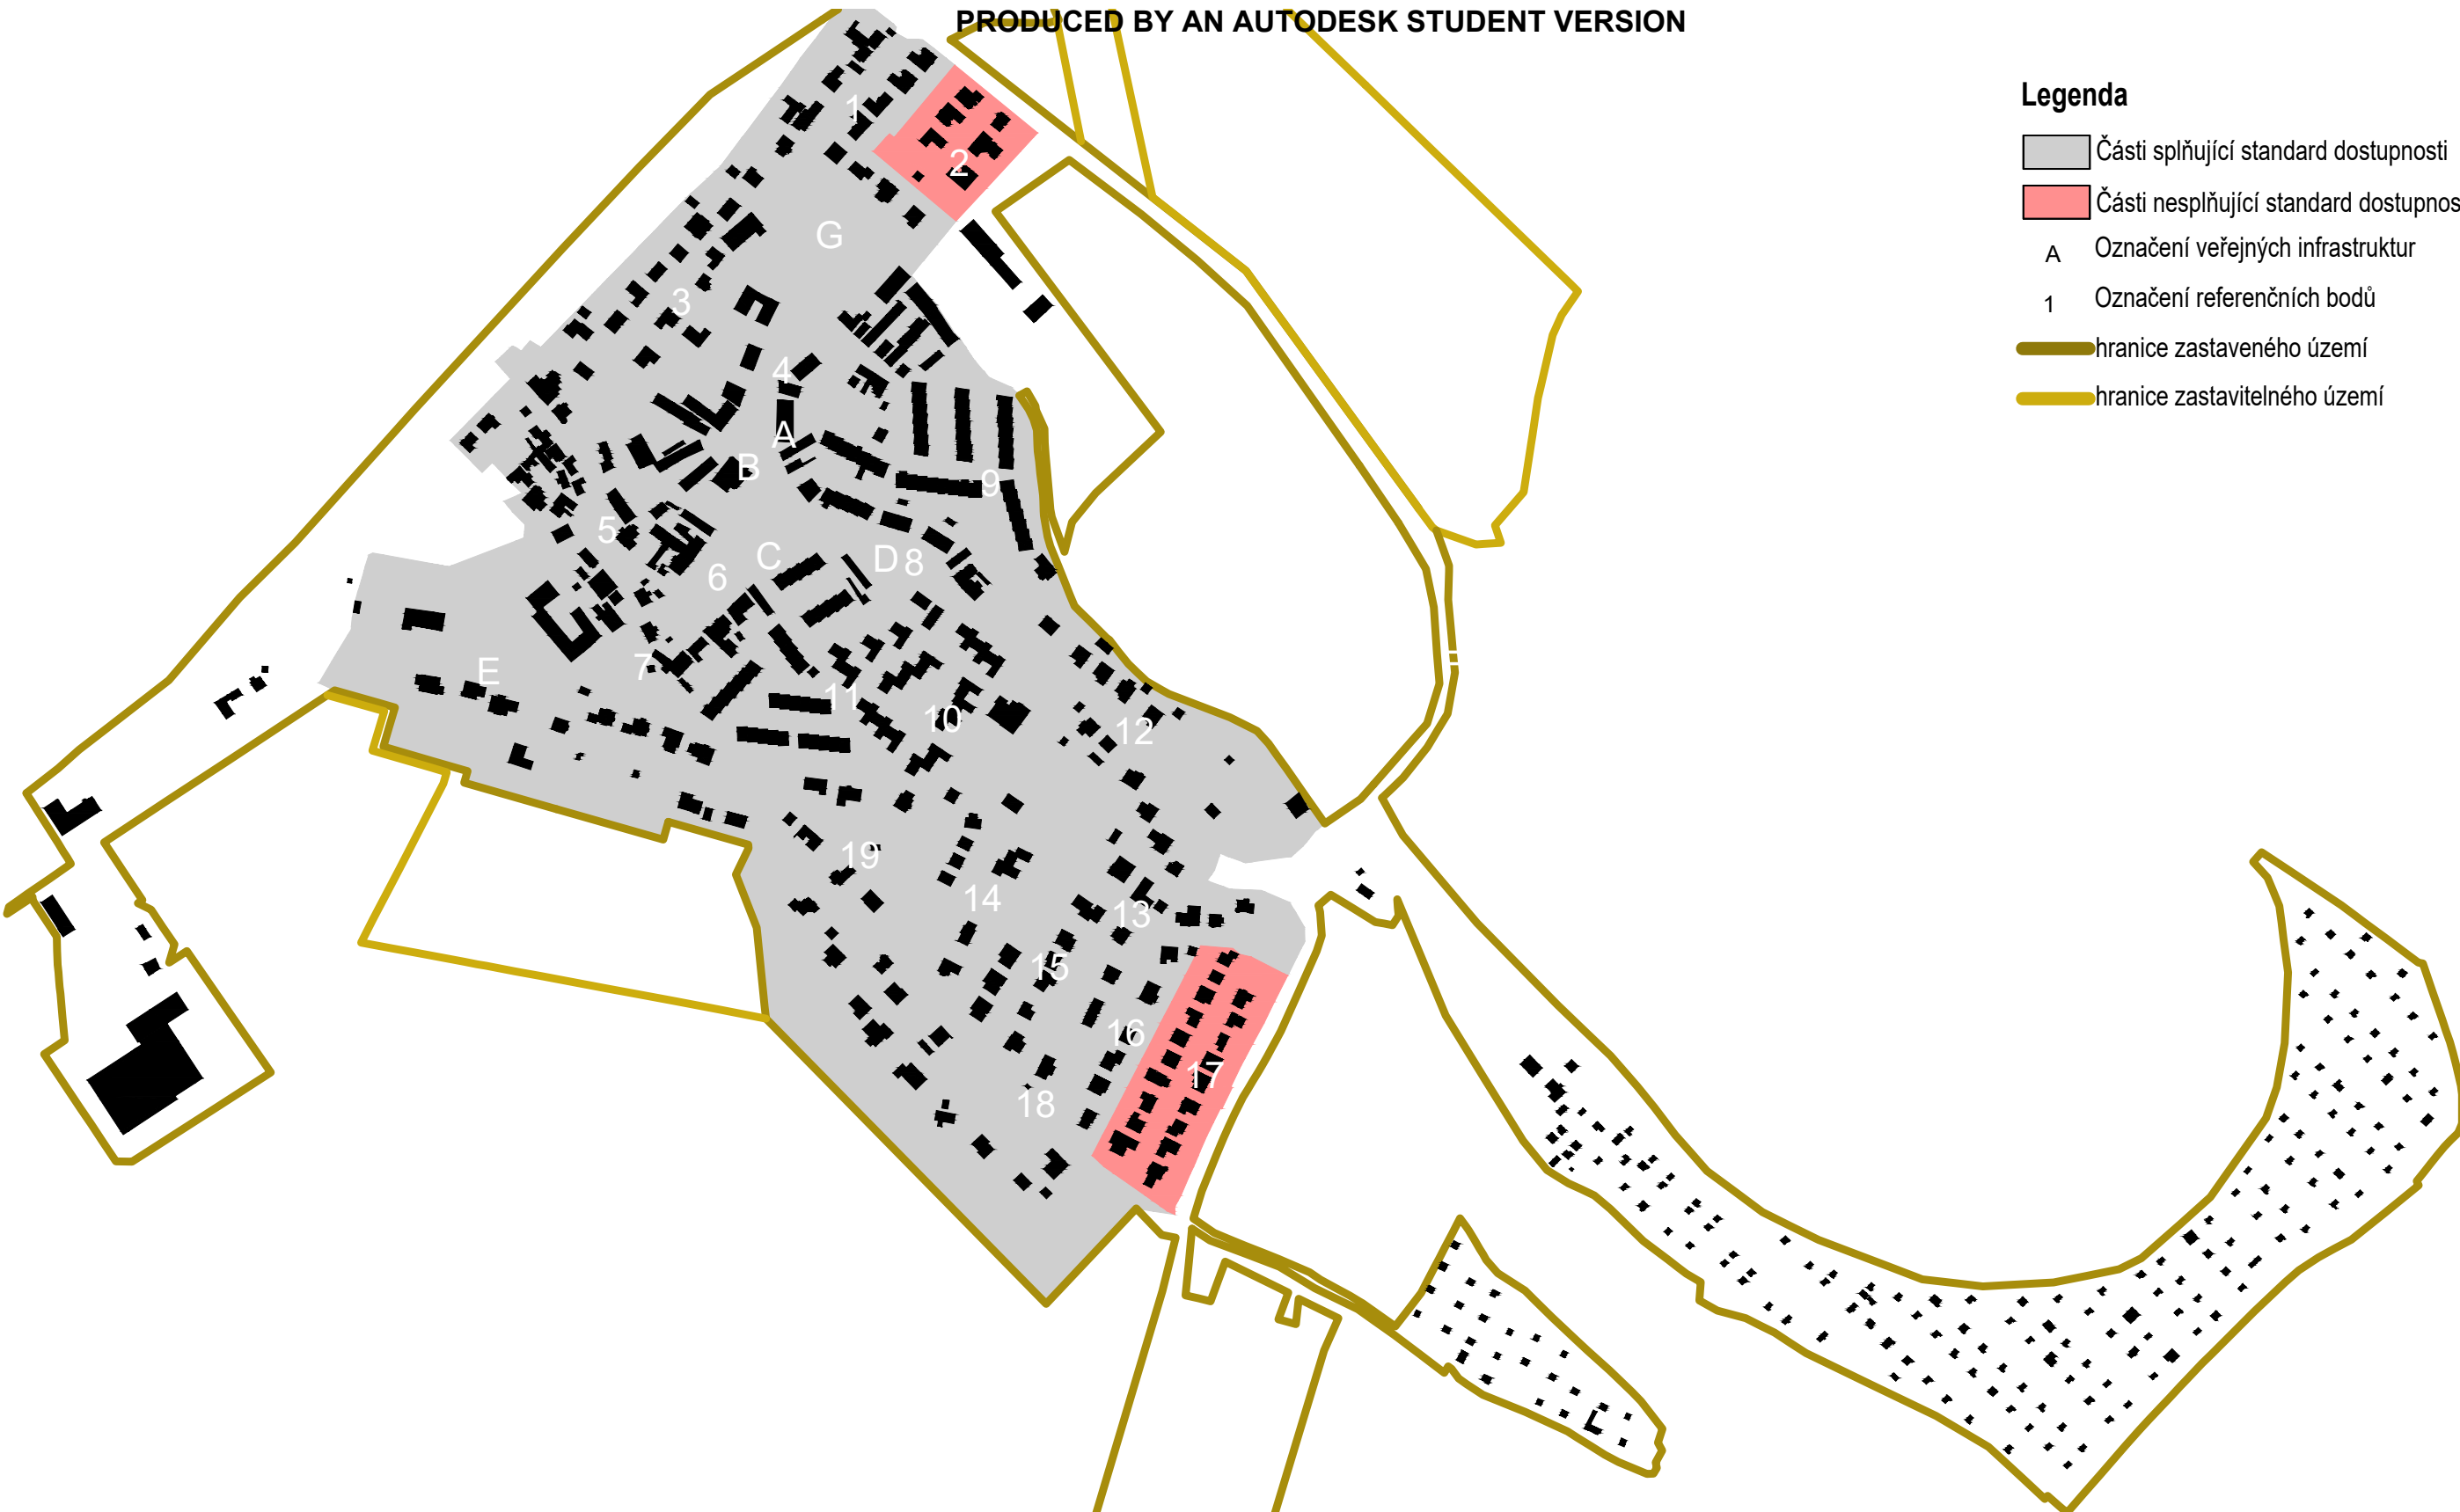 PRODUCED BY AN AUTODESK STUDENT VERSION
Legenda
Části splňující standard dostupnosti
Části nesplňující standard dostupnos
A Označení veřejných infrastruktur
1 Označení referenčních bodů
hranice zastaveného území
hranice zastavitelného území
1
2
G
3
4
A
B
9
5
C
D 8
6
7
E
11
10
12
19
14
13
15
16
17
18